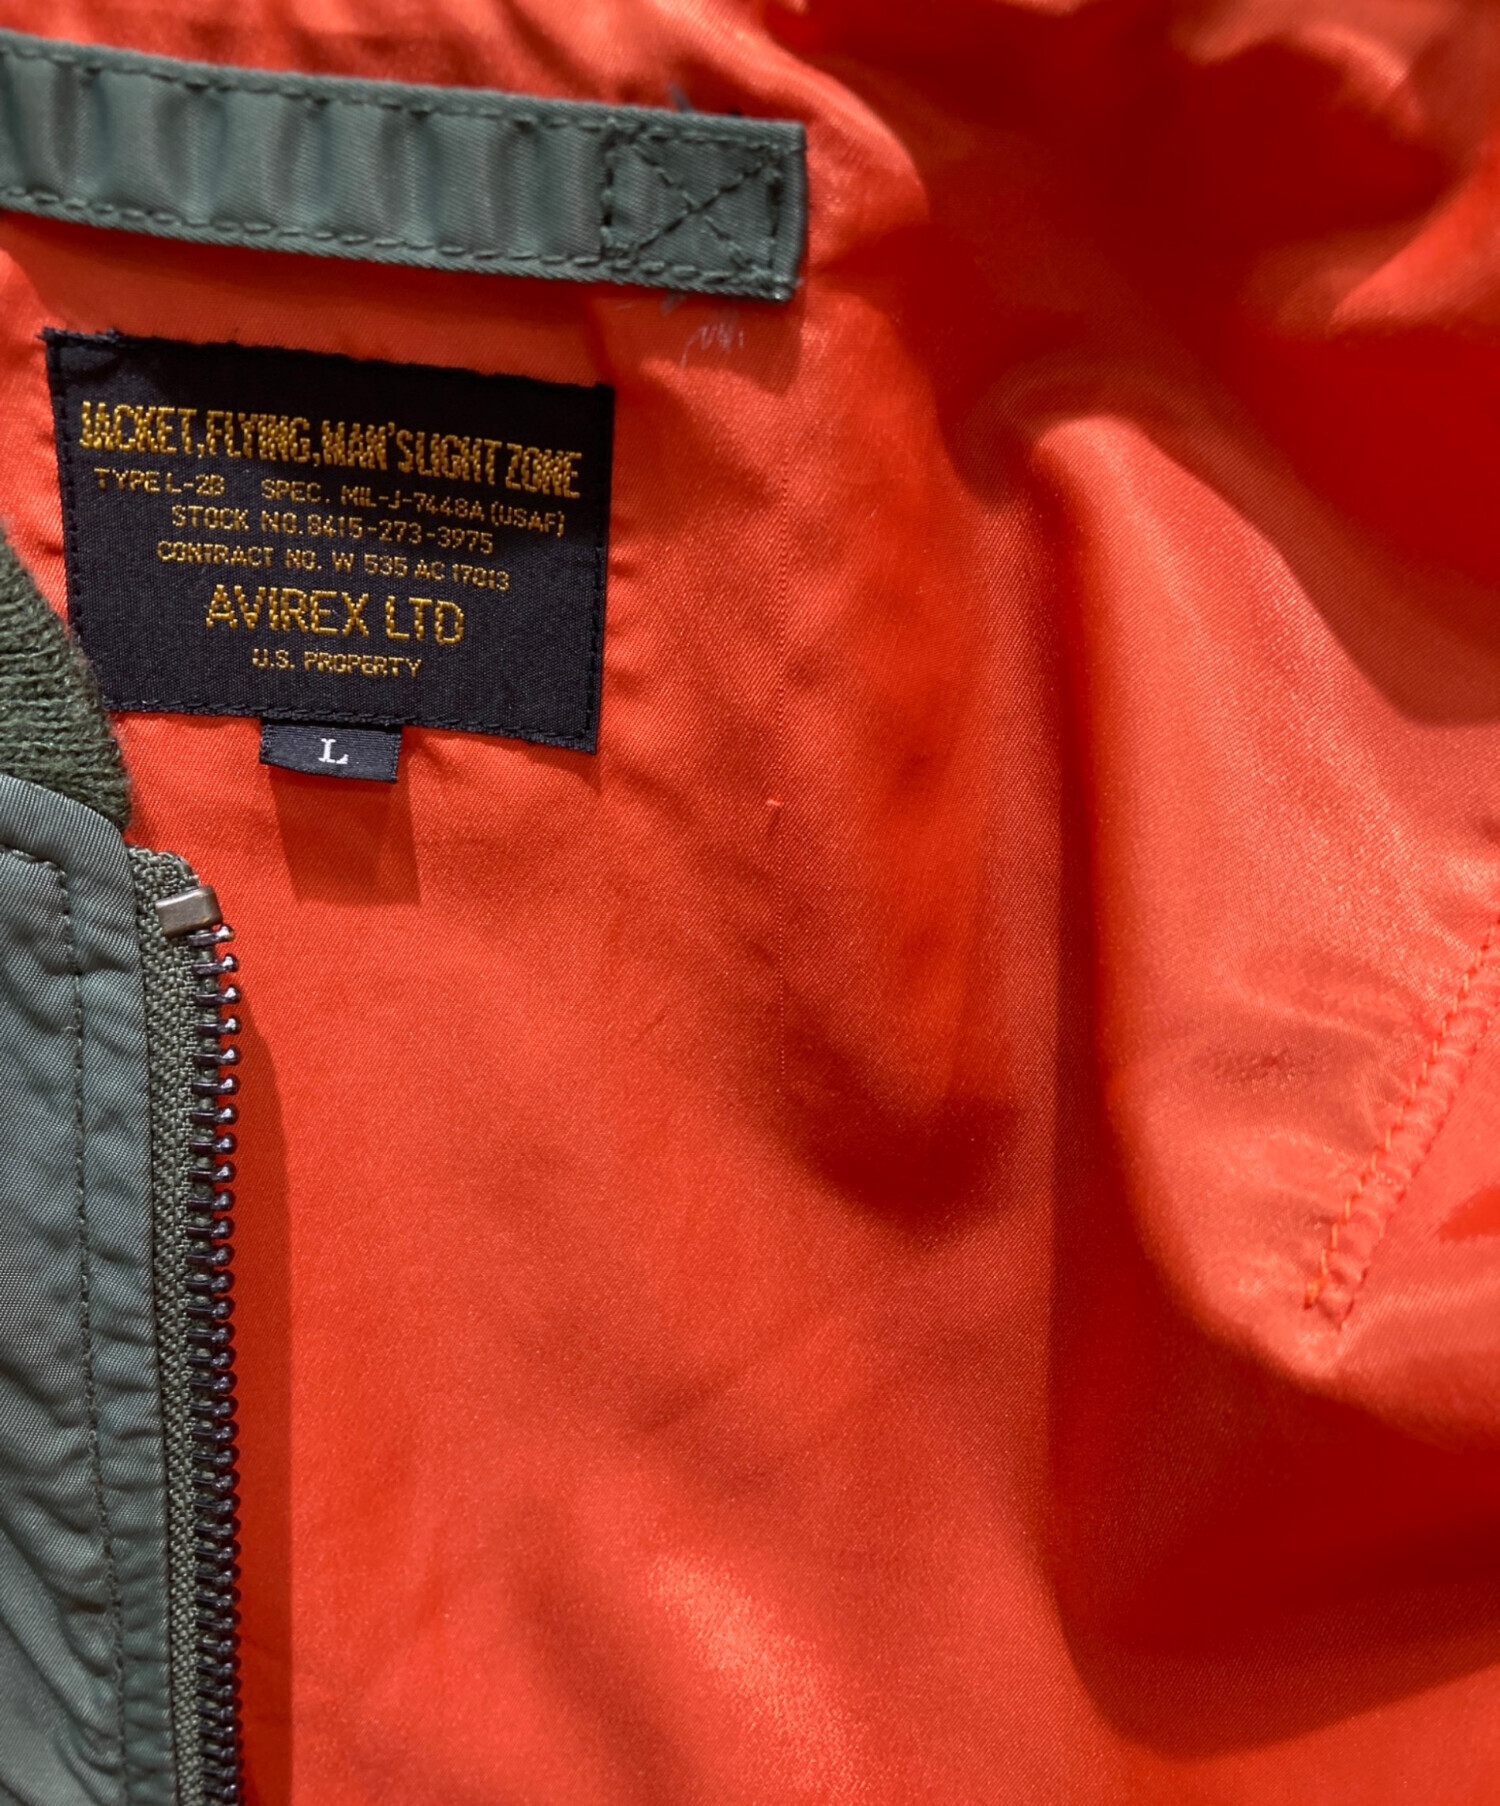 JACKET,FLYING,MAN'S LIGHT ZONE
TYPE L-2B SPEC. MIL-J-7448A (USAF)
STOCK NO.8415-273-3975
CONTRACT NO. W 535 AC 17013
AVIREX LTD
U.S. PROPERTY
L